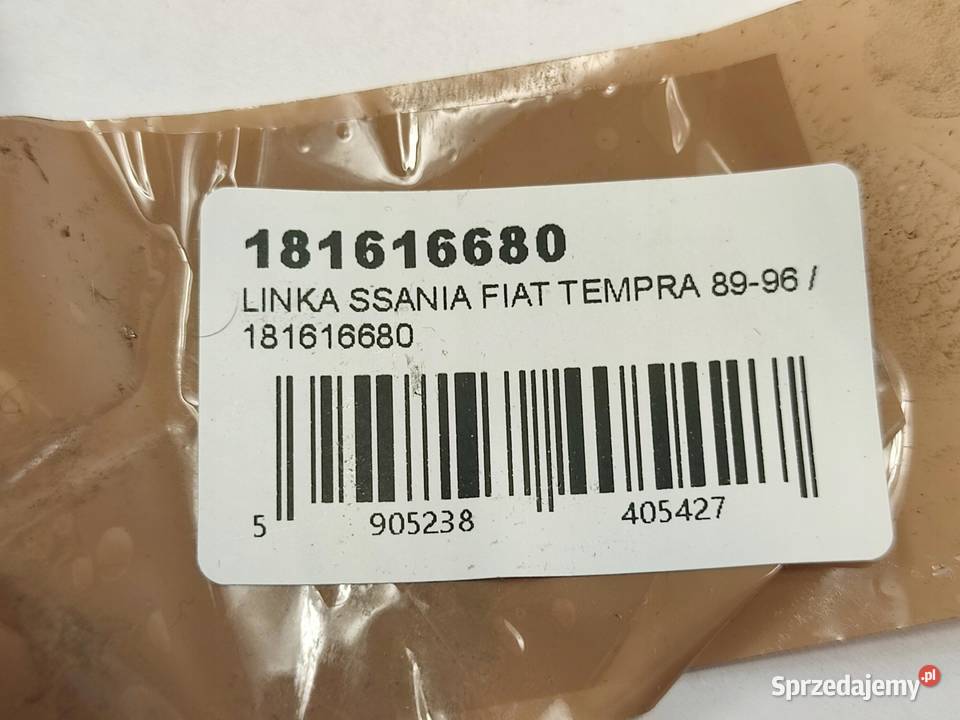 181616680
LINKA SSANIA FIAT TEMPRA 89-96 /
181616680
5 905238 405427
Sprzedajemy.pl